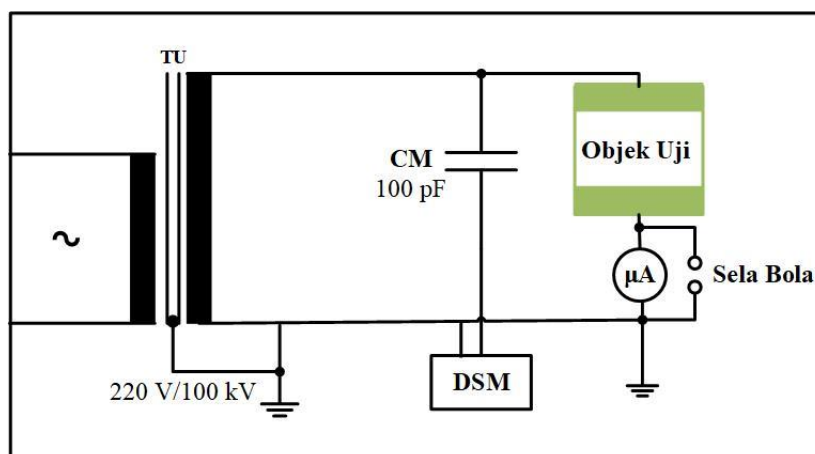 TU
CM
100 pF
Objek Uji
µA
Sela Bola
DSM
220 V/100 kV